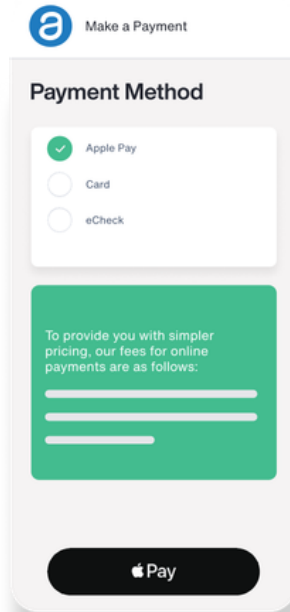 a Make a Payment
Payment Method
Apple Pay
Card
eCheck
To provide you with simpler
pricing, our fees for online
payments are as follows:
Pay